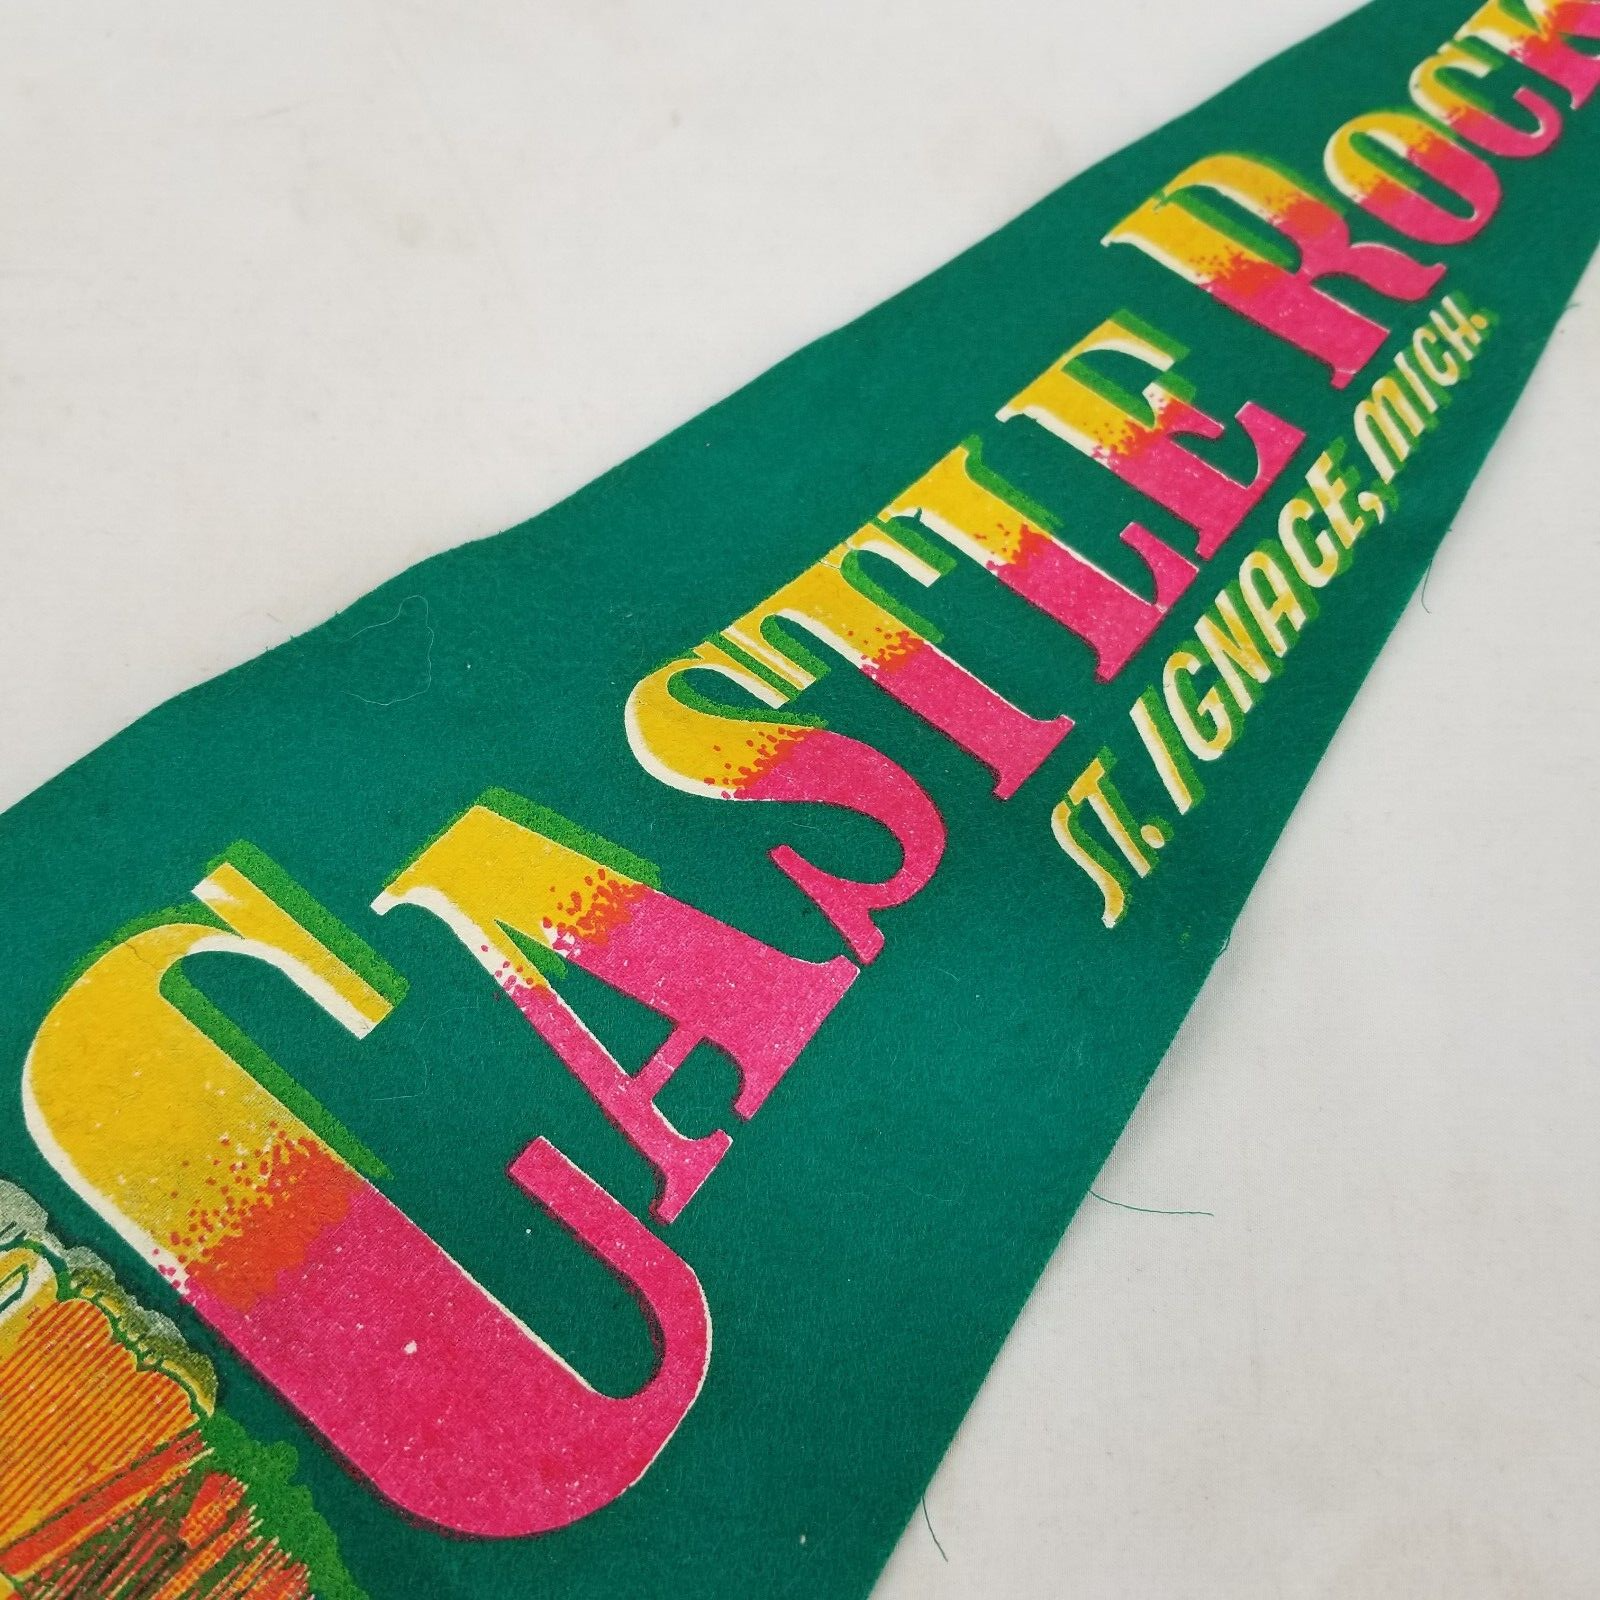 CASTLE ROCK
ST. IGNACE, MICH.